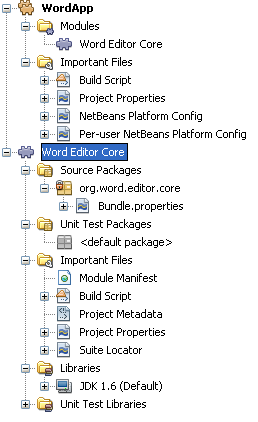 WordApp
Modules
Word Editor Core
Important Files
Build Script
Project Properties
NetBeans Platform Config
Per-user NetBeans Platform Config
Word Editor Core
Source Packages
org.word.editor.core
Bundle.properties
Unit Test Packages
<default package>
Important Files
Module Manifest
Build Script
Project Metadata
Project Properties
Suite Locator
Libraries
JDK 1.6 (Default)
Unit Test Libraries